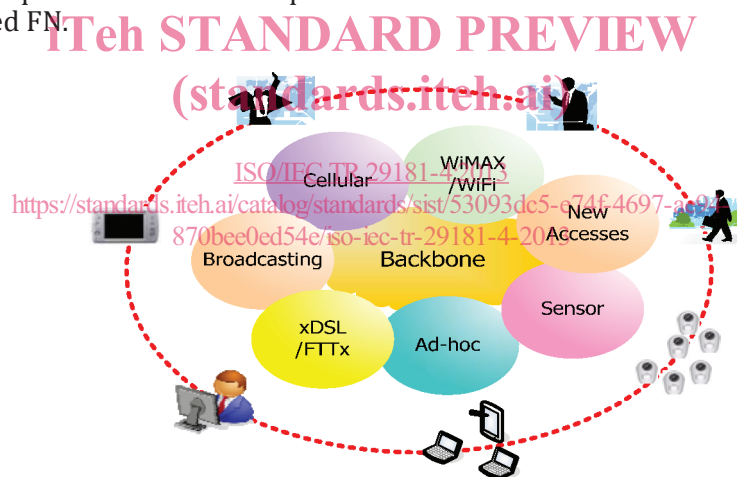 ed FN.
iTeh STANDARD PREVIEW
(standards.iteh.ai)
WiMAX
/WiFi
ISO/IEC TR 29181-4:2013
Cellular
https://standards.iteh.ai/catalog/standards/sist/53093dc5-e74f-4697-a
New
Accesses
870bee0ed54e/iso-iec-tr-29181-4-2013
Broadcasting
Backbone
Sensor
xDSL
/FTTx
Ad-hoc